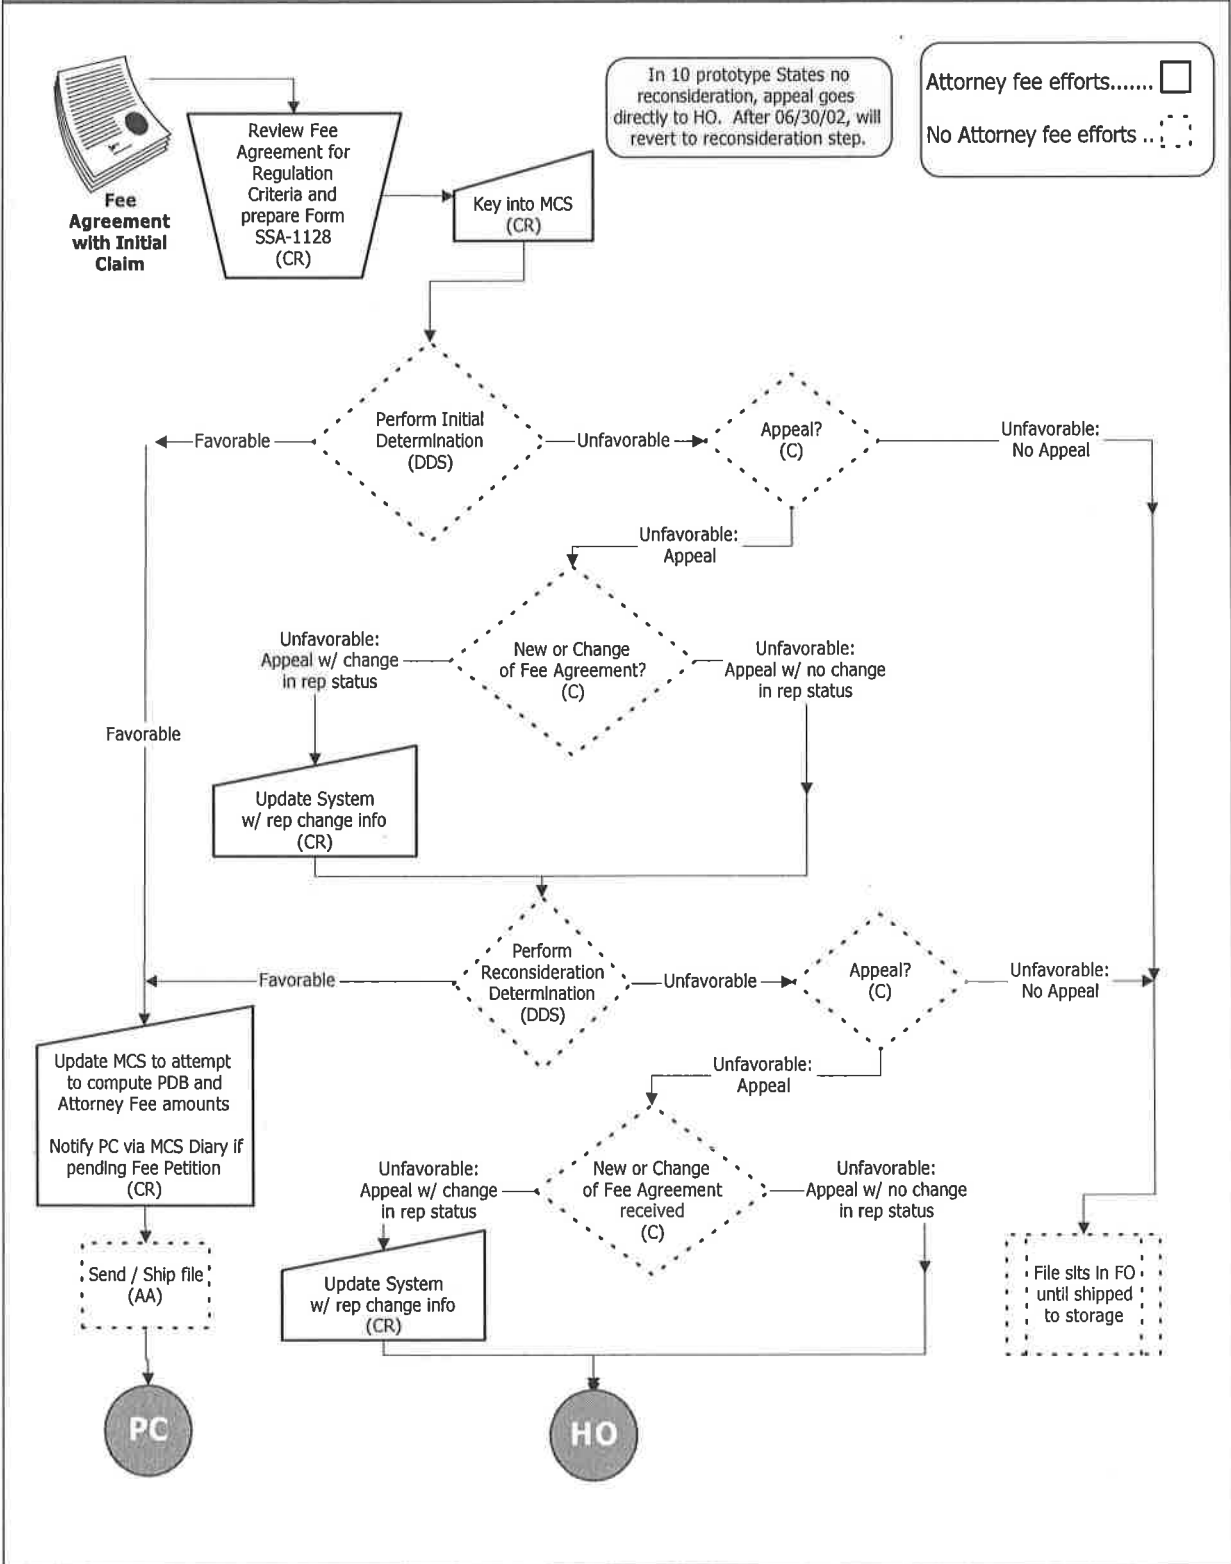 In 10 prototype States no
reconsideration, appeal goes
directly to HO. After 06/30/02, will
revert to reconsideration step.
Attorney fee efforts.......
No Attorney fee efforts ..
Fee
Agreement
with Initial
Claim
Review Fee
Agreement for
Regulation
Criteria and
prepare Form
SSA-1128
(CR)
Key into MCS
(CR)
Favorable
Perform Initial
Determination
(DDS)
Unfavorable
Appeal?
(C)
Unfavorable:
No Appeal
Unfavorable:
Appeal
Unfavorable:
Appeal w/ change
in rep status
New or Change
of Fee Agreement?
(C)
Unfavorable:
Appeal w/ no change
in rep status
Favorable
Update System
w/ rep change info
(CR)
Favorable
Perform
Reconsideration
Determination
(DDS)
Unfavorable
Appeal?
(C)
Unfavorable:
No Appeal
Update MCS to attempt
to compute PDB and
Attorney Fee amounts
Notify PC via MCS Diary if
pending Fee Petition
(CR)
Unfavorable:
Appeal
Unfavorable:
Appeal w/ change
in rep status
New or Change
of Fee Agreement
received
(C)
Unfavorable:
Appeal w/ no change
in rep status
Send / Ship file
(AA)
Update System
w/ rep change info
(CR)
File sits in FO
until shipped
to storage
PC
HO